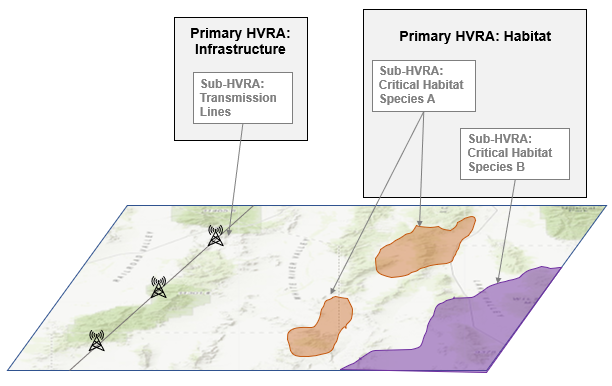 Primary HVRA:
Infrastructure
Sub-HVRA:
Transmission
Lines
Primary HVRA: Habitat
Sub-HVRA:
Critical Habitat
Species A
Sub-HVRA:
Critical Habitat
Species B